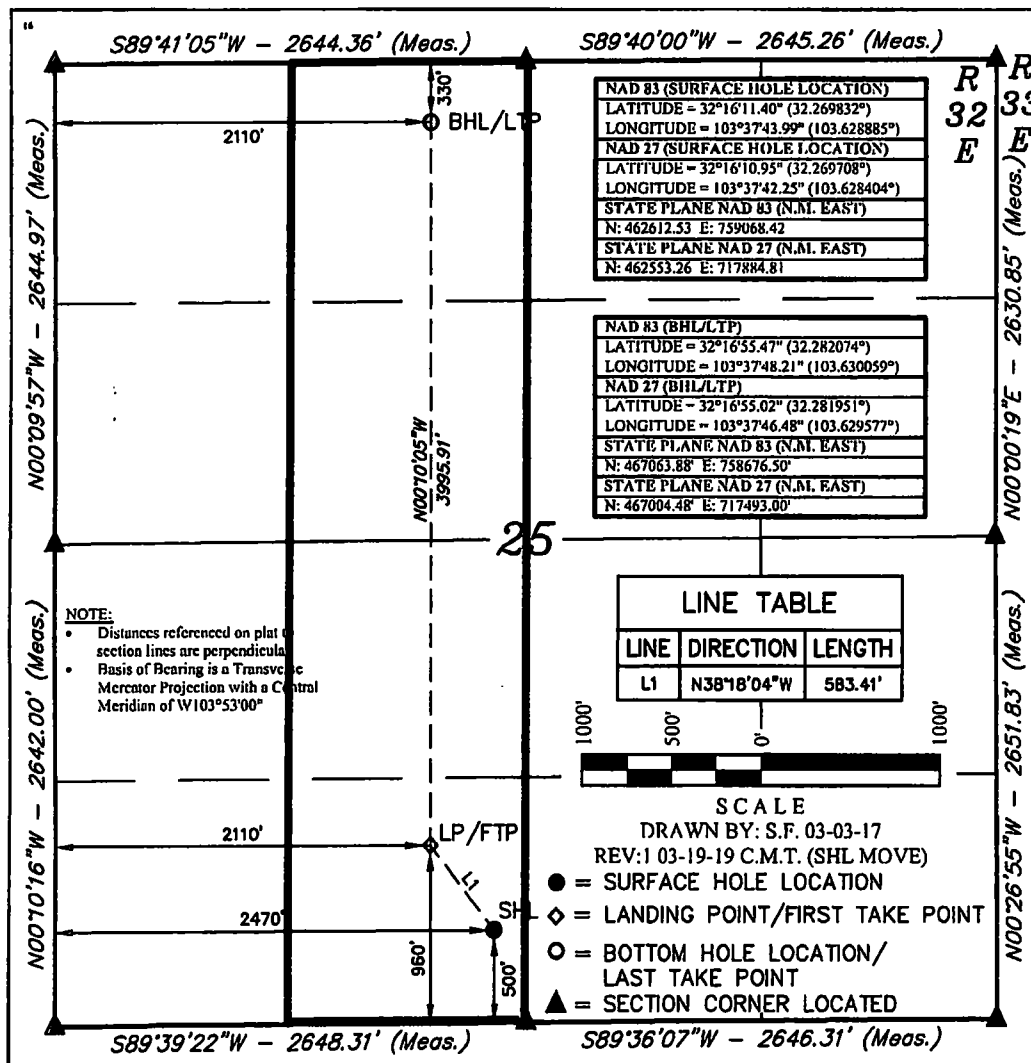 S89°41'05"W - 2644.36' (Meas.)
S89°40'00"W - 2645.26' (Meas.)
R
32
E
R
33
E
330'
BHL/LTP
2110'
N00°09'57"W - 2644.97' (Meas.)
NAD 83 (SURFACE HOLE LOCATION)
LATITUDE = 32°16'11.40" (32.269832°)
LONGITUDE = 103°37'43.99" (103.628885°)
NAD 27 (SURFACE HOLE LOCATION)
LATITUDE = 32°16'10.95" (32.269708°)
LONGITUDE = 103°37'42.25" (103.628404°)
STATE PLANE NAD 83 (N.M. EAST)
N: 462612.53 E: 759068.42
STATE PLANE NAD 27 (N.M. EAST)
N: 462553.26 E: 717884.81
N00°00'19"E - 2630.85' (Meas.)
NAD 83 (BHL/LTP)
LATITUDE = 32°16'55.47" (32.282074°)
LONGITUDE = 103°37'48.21" (103.630059°)
NAD 27 (BHL/LTP)
LATITUDE = 32°16'55.02" (32.281951°)
LONGITUDE = 103°37'46.48" (103.629577°)
STATE PLANE NAD 83 (N.M. EAST)
N: 467063.88' E: 758676.50'
STATE PLANE NAD 27 (N.M. EAST)
N: 467004.48' E: 717493.00'
N00°10'05"W
3995.91'
25
NOTE:
• Distances referenced on plat to
section lines are perpendicular
• Basis of Bearing is a Transverse
Mercator Projection with a Central
Meridian of W103°53'00"
LINE TABLE
LINE DIRECTION LENGTH
L1 N38°18'04"W 583.41'
1000' 500' 0' 1000'
SCALE
DRAWN BY: S.F. 03-03-17
REV:1 03-19-19 C.M.T. (SHL MOVE)
N00°10'16"W - 2642.00' (Meas.)
2110'
LP/FTP
L1
2470'
SHL
960'
500'
= SURFACE HOLE LOCATION
= LANDING POINT/FIRST TAKE POINT
= BOTTOM HOLE LOCATION/
LAST TAKE POINT
= SECTION CORNER LOCATED
N00°26'55"W - 2651.83' (Meas.)
S89°39'22"W - 2648.31' (Meas.)
S89°36'07"W - 2646.31' (Meas.)